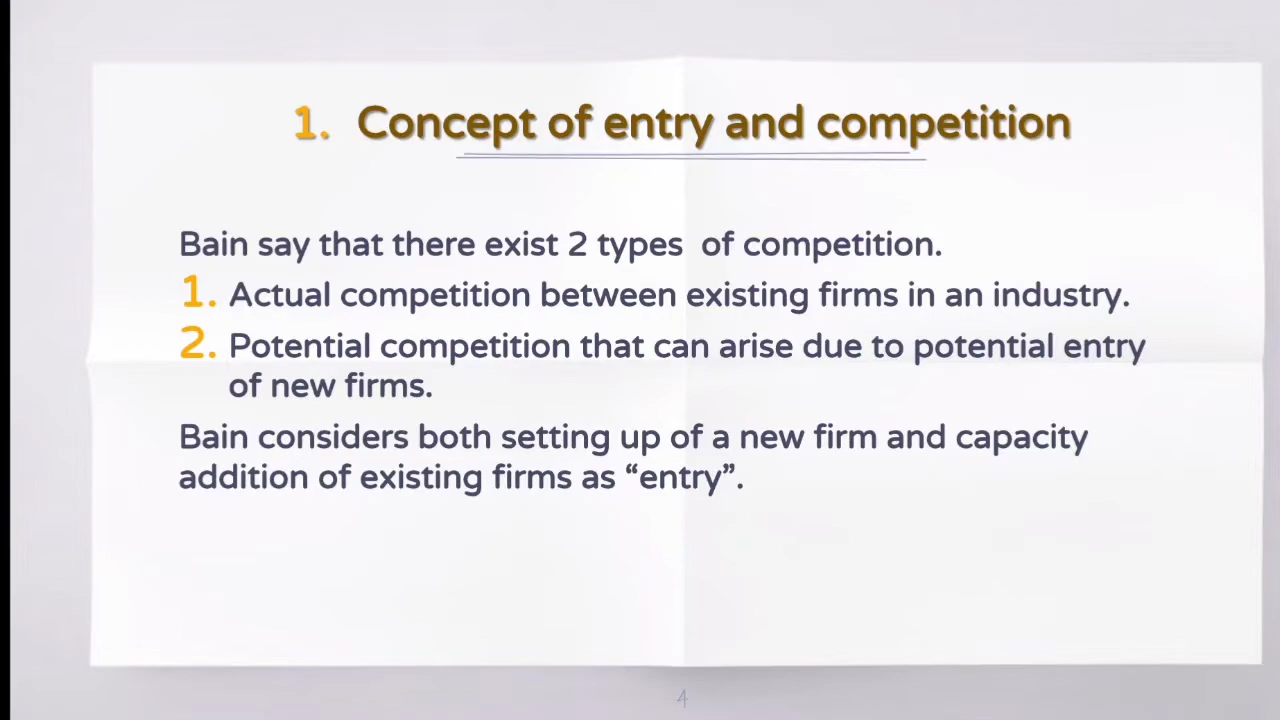 1. Concept of entry and competition
Bain say that there exist 2 types of competition.
1. Actual competition between existing firms in an industry.
2. Potential competition that can arise due to potential entry
of new firms.
Bain considers both setting up of a new firm and capacity
addition of existing firms as “entry”.
4